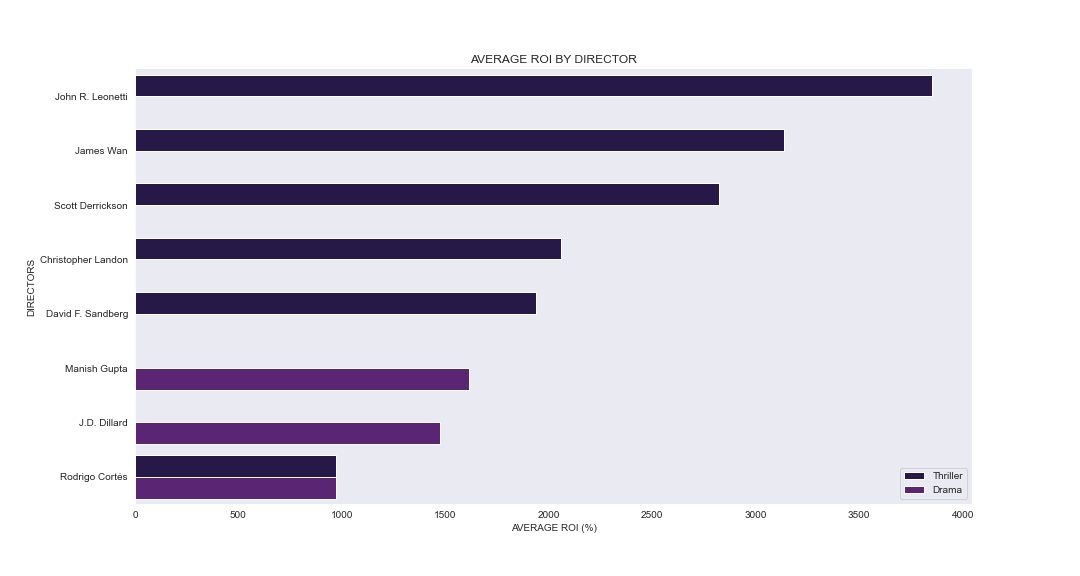 AVERAGE ROI BY DIRECTOR
DIRECTORS
John R. Leonetti
James Wan
Scott Derrickson
Christopher Landon
David F. Sandberg
Manish Gupta
J.D. Dillard
Rodrigo Cortés
Thriller
Drama
0 500 1000 1500 2000 2500 3000 3500 4000
AVERAGE ROI (%)